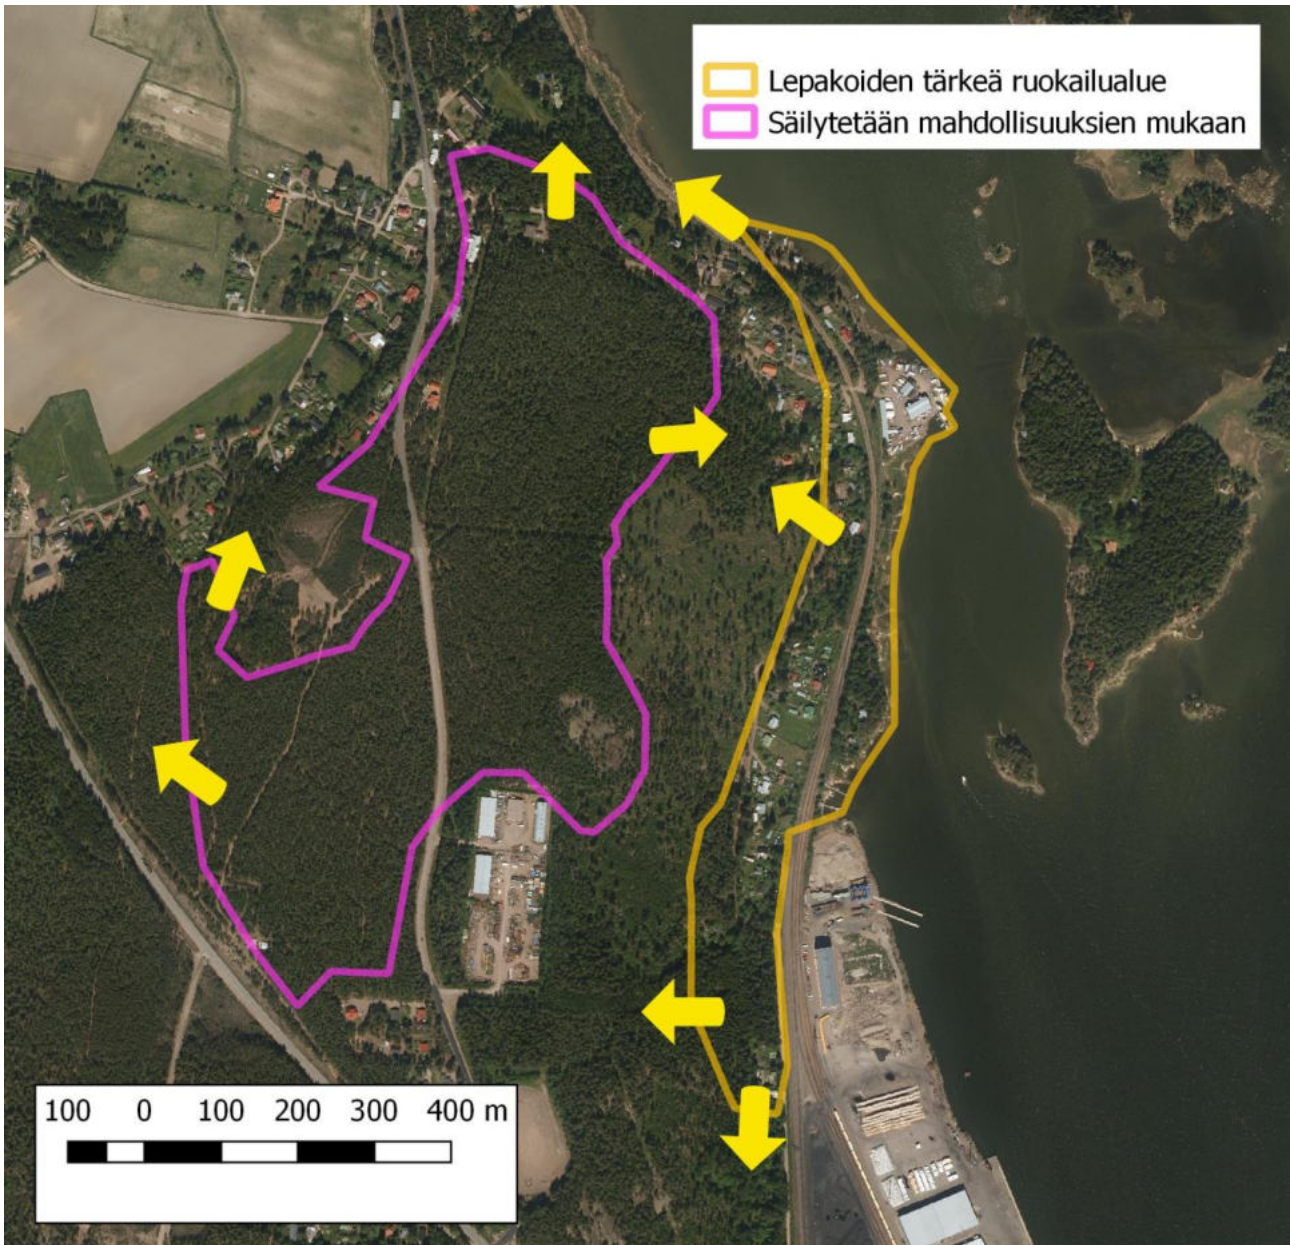 Lepakoiden tärkeä ruokailualue
Säilytetään mahdollisuuksien mukaan
100 0 100 200 300 400 m